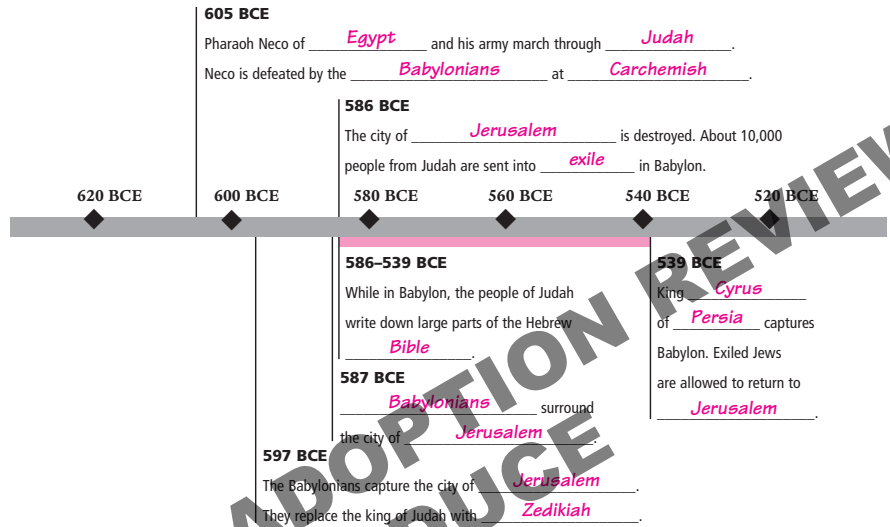 605 BCE
Pharaoh Neco of Egypt and his army march through Judah.
Neco is defeated by the Babylonians at Carchemish.
586 BCE
The city of Jerusalem is destroyed. About 10,000
people from Judah are sent into exile in Babylon.
620 BCE 600 BCE 580 BCE 560 BCE 540 BCE 520 BCE
586–539 BCE
While in Babylon, the people of Judah
write down large parts of the Hebrew
Bible.
539 BCE
King Cyrus
of Persia captures
Babylon. Exiled Jews
are allowed to return to
Jerusalem.
587 BCE
Babylonians surround
the city of Jerusalem.
597 BCE
The Babylonians capture the city of Jerusalem.
They replace the king of Judah with Zedikiah.
ADOPTION REVIEW